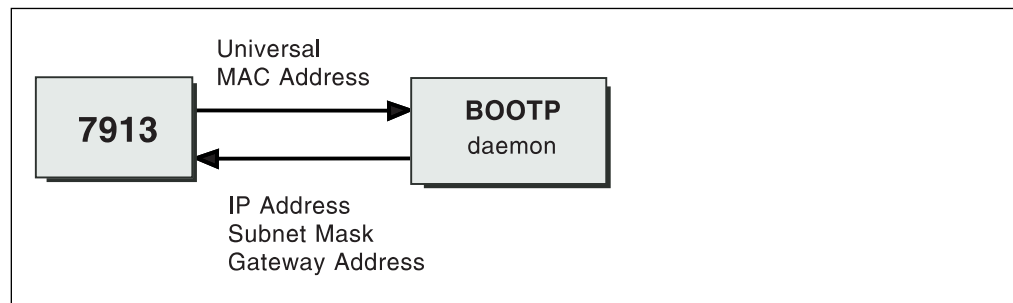 Universal
MAC Address
7913
BOOTP
daemon
IP Address
Subnet Mask
Gateway Address